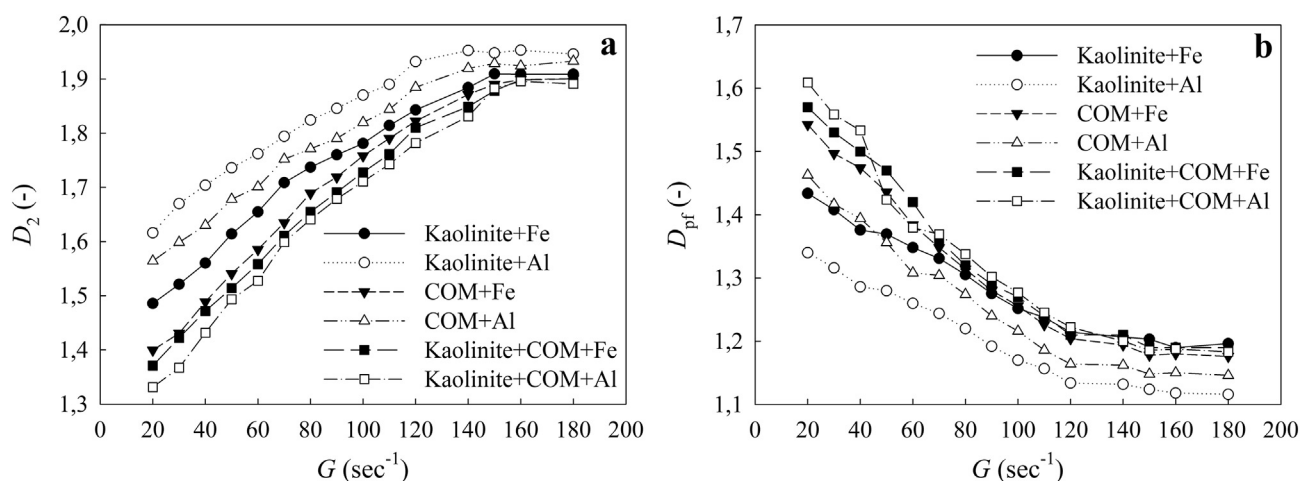 a
2,0
1,9
1,8
1,7
1,6
1,5
1,4
1,3
D2 (-)
Kaolinite+Fe
Kaolinite+Al
COM+Fe
COM+Al
Kaolinite+COM+Fe
Kaolinite+COM+Al
0 20 40 60 80 100 120 140 160 180 200
G (sec-1)
b
1,7
1,6
1,5
1,4
1,3
1,2
1,1
Dpf (-)
Kaolinite+Fe
Kaolinite+Al
COM+Fe
COM+Al
Kaolinite+COM+Fe
Kaolinite+COM+Al
0 20 40 60 80 100 120 140 160 180 200
G (sec-1)